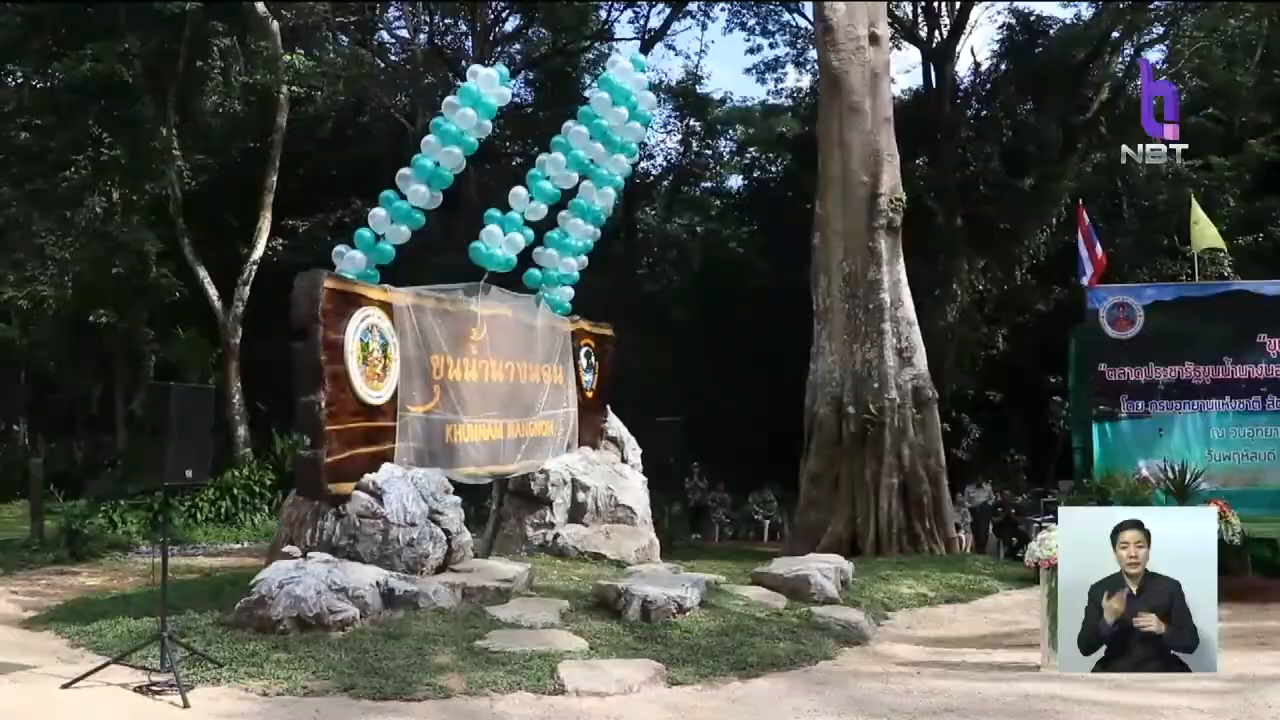 NBT
ขุนน้ำนางนอน
KHUNNAM NANGNON
"ขุ
"ตลาดประชารัฐขุนน้ำนางนอ
โดย กรมอุทยานแห่งชาติ สัต
ณ วนอุทยา
วันพฤหัสบดี